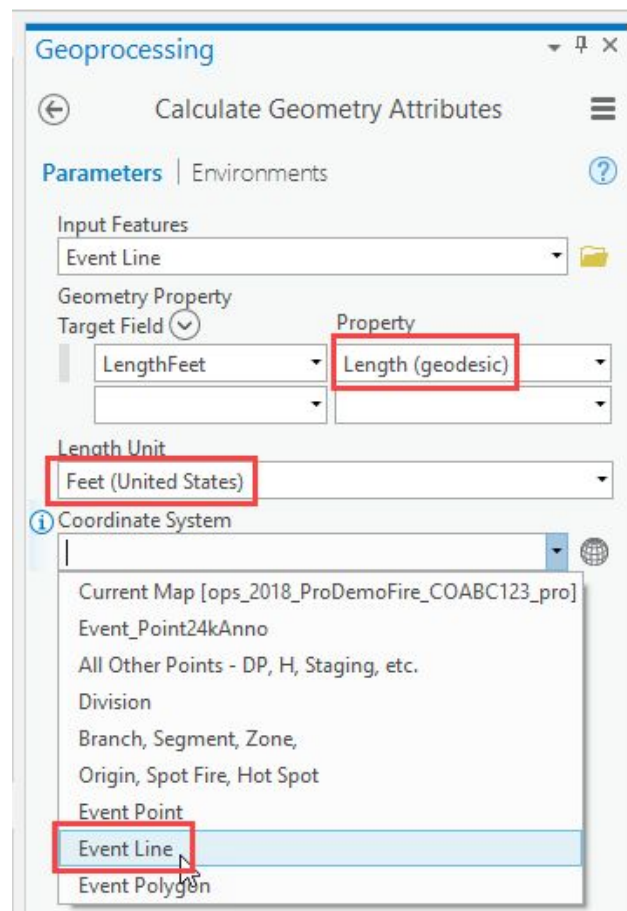 Geoprocessing
Calculate Geometry Attributes
Parameters | Environments
Input Features
Event Line
Geometry Property
Target Field Property
LengthFeet Length (geodesic)
Length Unit
Feet (United States)
Coordinate System
Current Map [ops_2018_ProDemoFire_COABC123_pro]
Event_Point24kAnno
All Other Points - DP, H, Staging, etc.
Division
Branch, Segment, Zone,
Origin, Spot Fire, Hot Spot
Event Point
Event Line
Event Polygon